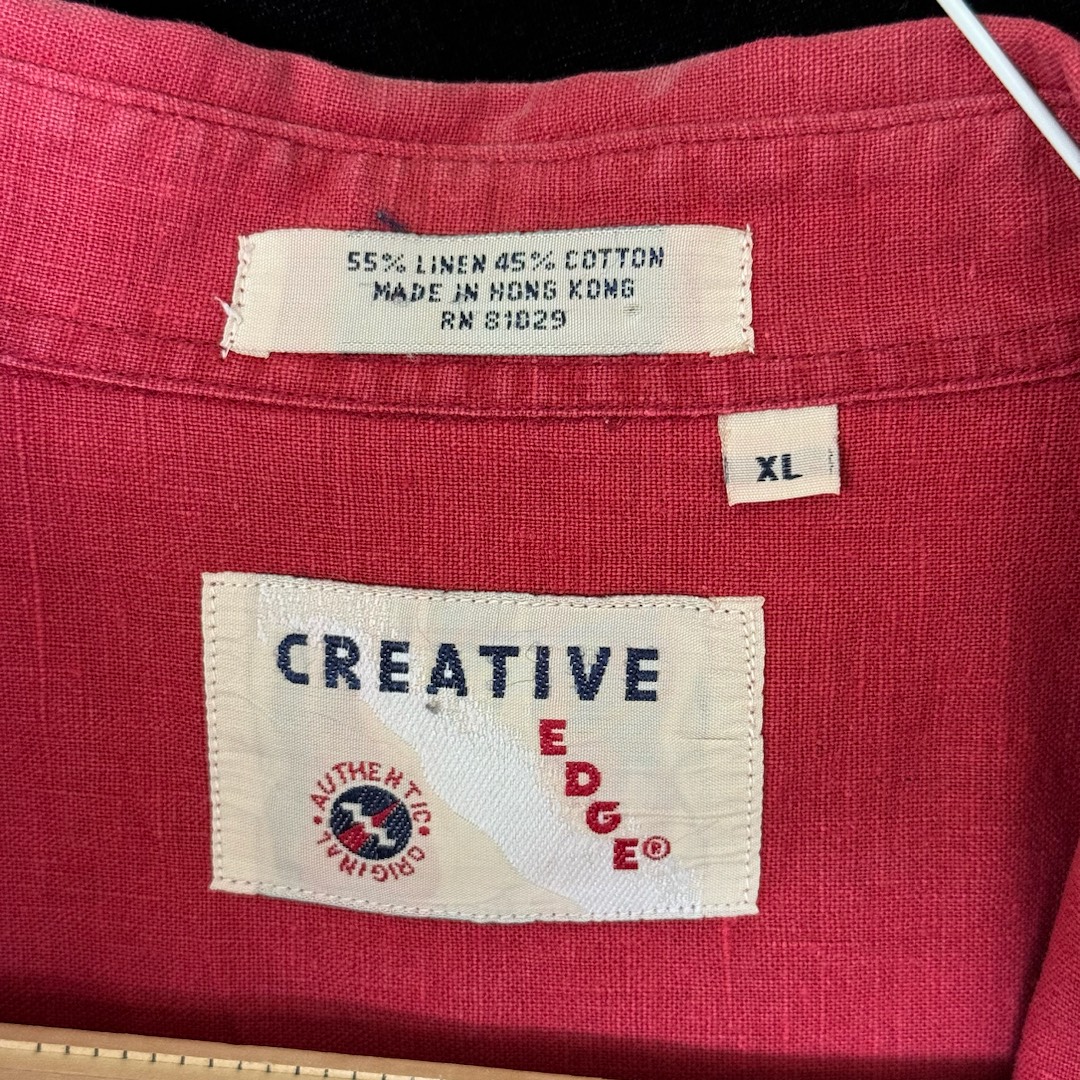 55% LINEN 45% COTTON
MADE IN HONG KONG
RN 81029
XL
CREATIVE
EDGE®
AUTHENTIC
ORIGINAL